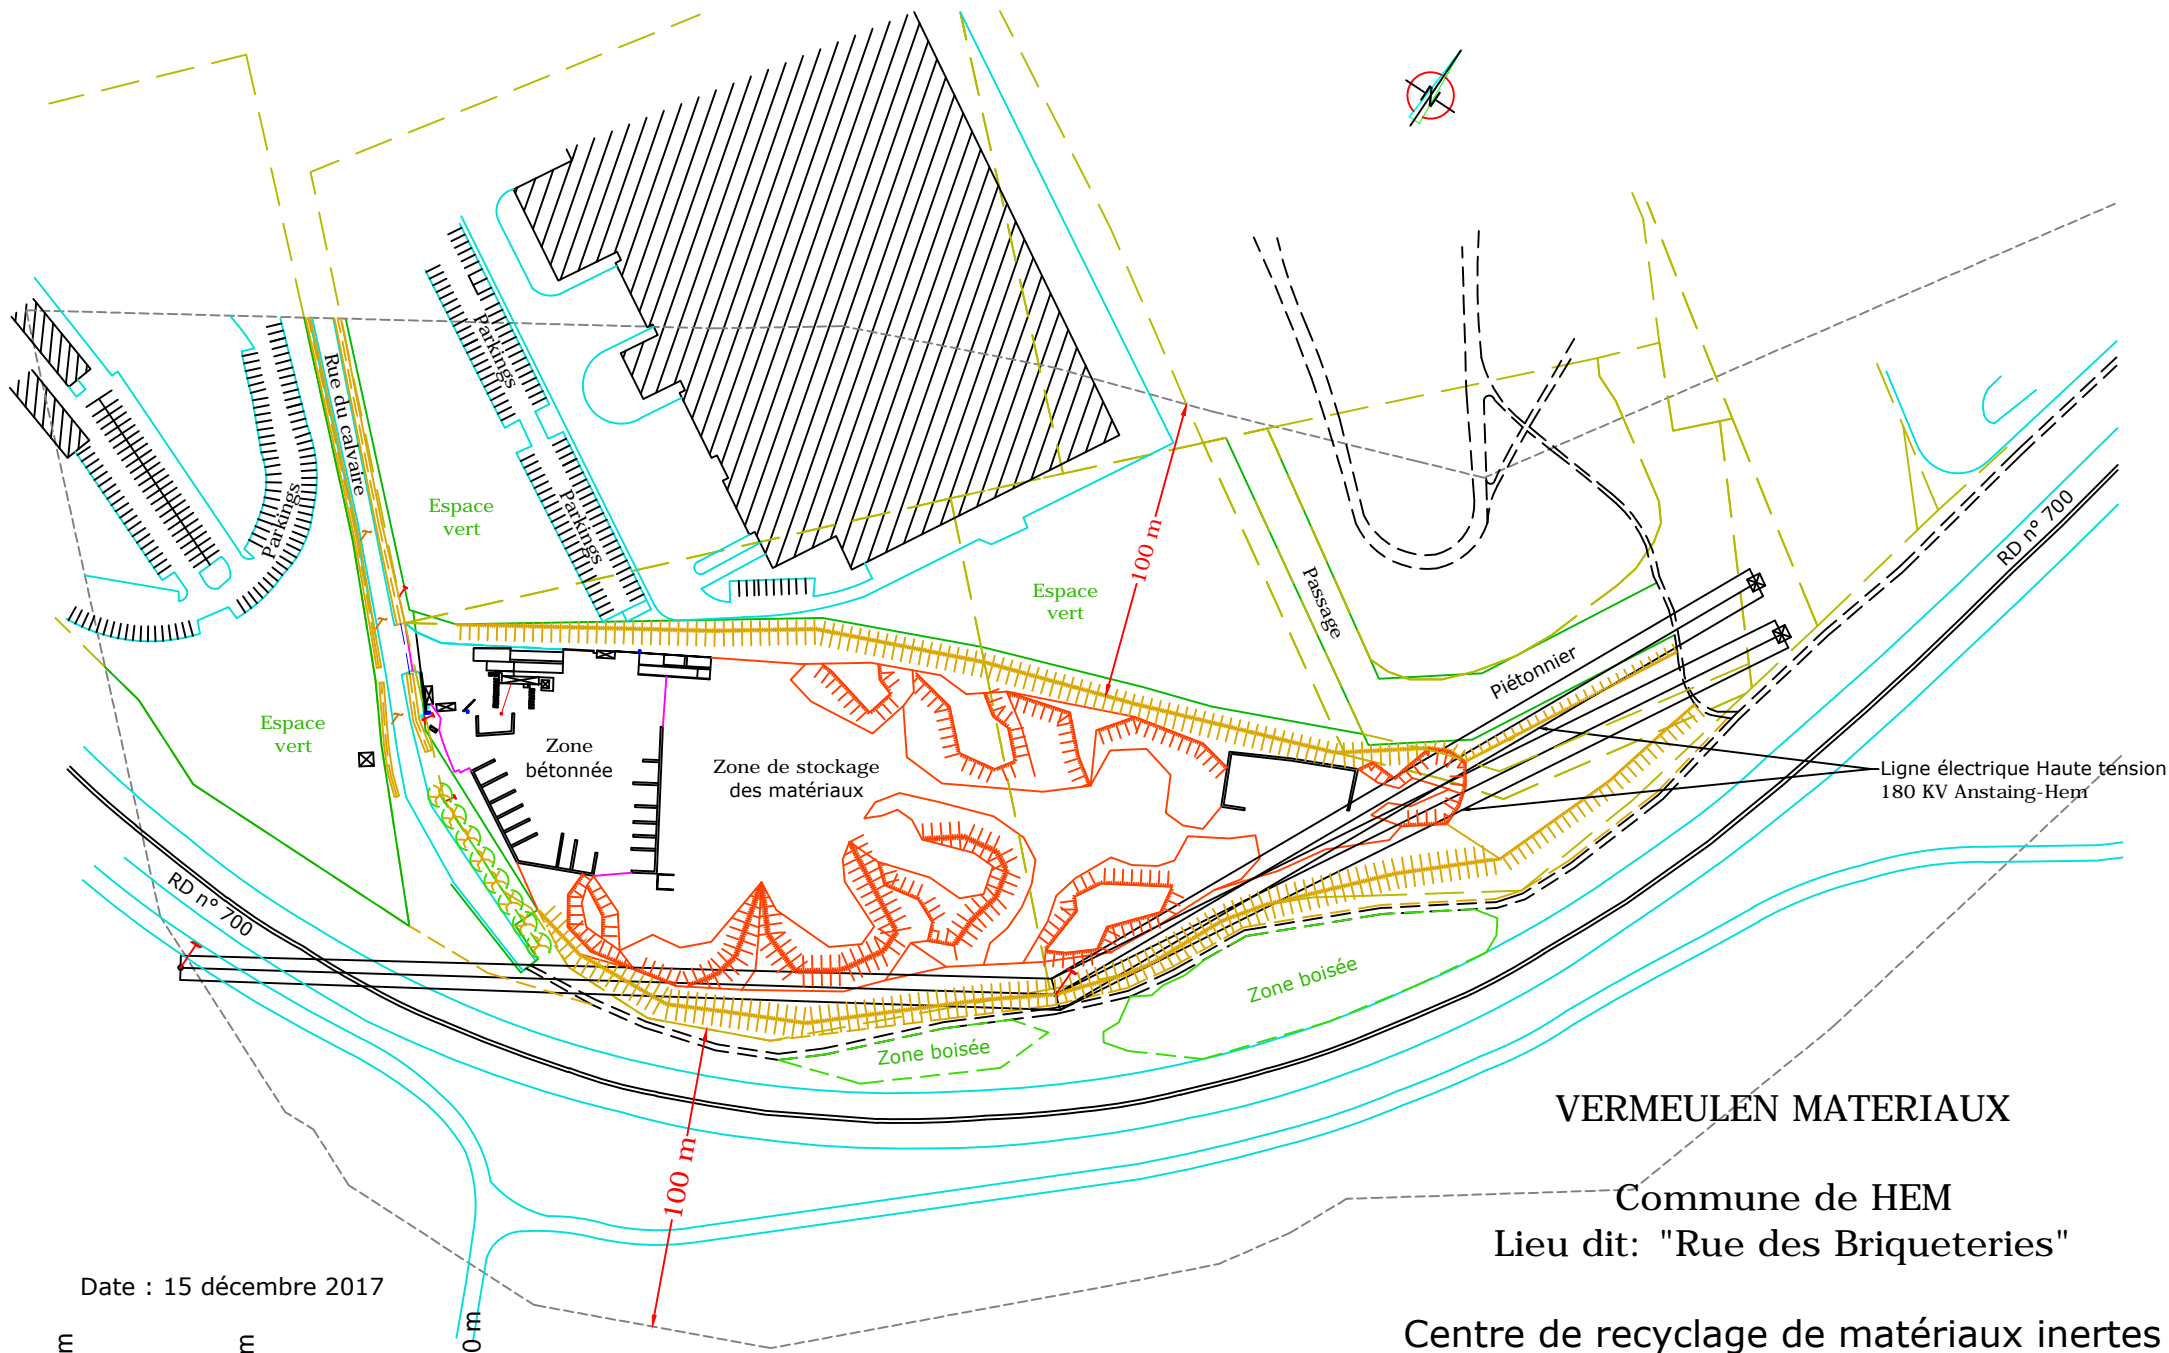 N
Parkings
Rue du calvaire
Parkings
Espace
vert
Parkings
100 m
Espace
vert
Passage
RD n° 700
Piétonnier
Espace
vert
Zone
bétonnée
Zone de stockage
des matériaux
Ligne électrique Haute tension
180 KV Anstaing-Hem
RD n° 700
Zone boisée
Zone boisée
100 m
VERMEULEN MATERIAUX
Commune de HEM
Lieu dit: "Rue des Briqueteries"
Date : 15 décembre 2017
m
m
0 m
Centre de recyclage de matériaux inertes